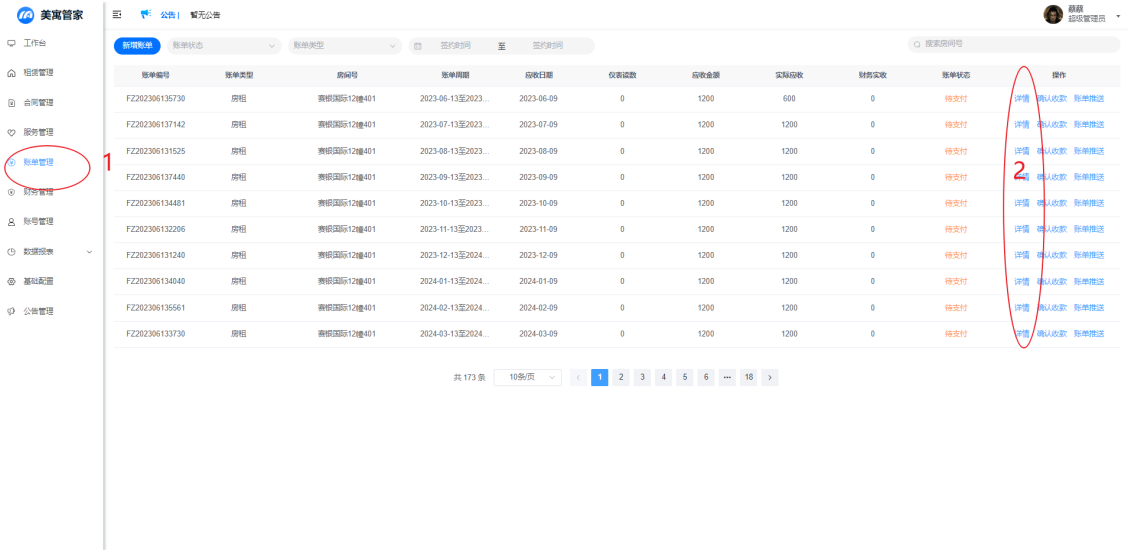 美寓管家
公告 | 暂无公告
蔡蔡
超级管理员
工作台
租赁管理
合同管理
服务管理
账单管理
财务管理
账号管理
数据报表
基础配置
公告管理
1
新增账单 账单状态 账单类型 签约时间 至 签约时间 搜索房间号
账单编号 账单类型 房间号 账单周期 应收日期 仪表读数 应收金额 实际应收 财务实收 账单状态 操作
FZ202306135730 房租 赛银国际12幢401 2023-06-13至2023... 2023-06-09 0 1200 600 0 待支付 详情 确认收款 账单推送
FZ202306137142 房租 赛银国际12幢401 2023-07-13至2023... 2023-07-09 0 1200 1200 0 待支付 详情 确认收款 账单推送
FZ202306131525 房租 赛银国际12幢401 2023-08-13至2023... 2023-08-09 0 1200 1200 0 待支付 详情 确认收款 账单推送
2
FZ202306137440 房租 赛银国际12幢401 2023-09-13至2023... 2023-09-09 0 1200 1200 0 待支付 详情 确认收款 账单推送
FZ202306134481 房租 赛银国际12幢401 2023-10-13至2023... 2023-10-09 0 1200 1200 0 待支付 详情 确认收款 账单推送
FZ202306132206 房租 赛银国际12幢401 2023-11-13至2023... 2023-11-09 0 1200 1200 0 待支付 详情 确认收款 账单推送
FZ202306131240 房租 赛银国际12幢401 2023-12-13至2023... 2023-12-09 0 1200 1200 0 待支付 详情 确认收款 账单推送
FZ202306134040 房租 赛银国际12幢401 2024-01-13至2024... 2024-01-09 0 1200 1200 0 待支付 详情 确认收款 账单推送
FZ202306135561 房租 赛银国际12幢401 2024-02-13至2024... 2024-02-09 0 1200 1200 0 待支付 详情 确认收款 账单推送
FZ202306133730 房租 赛银国际12幢401 2024-03-13至2024... 2024-03-09 0 1200 1200 0 待支付 详情 确认收款 账单推送
共 173 条 10条/页 < 1 2 3 4 5 6 ... 18 >